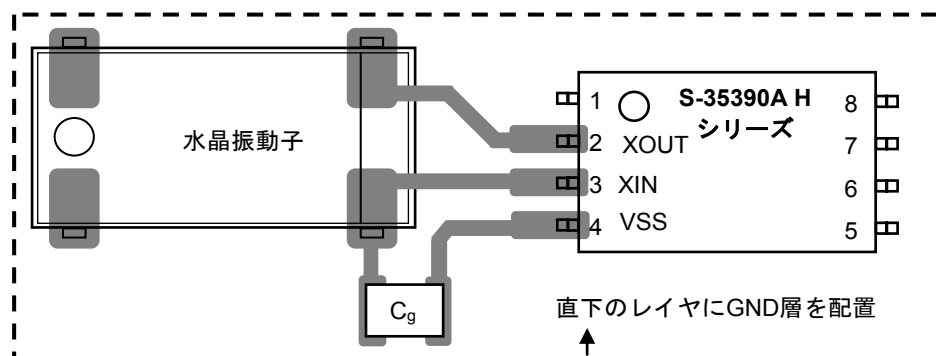 水晶振動子
S-35390A H
シリーズ
1
8
2
XOUT
7
3
XIN
6
4
VSS
5
Cg
直下のレイヤにGND層を配置